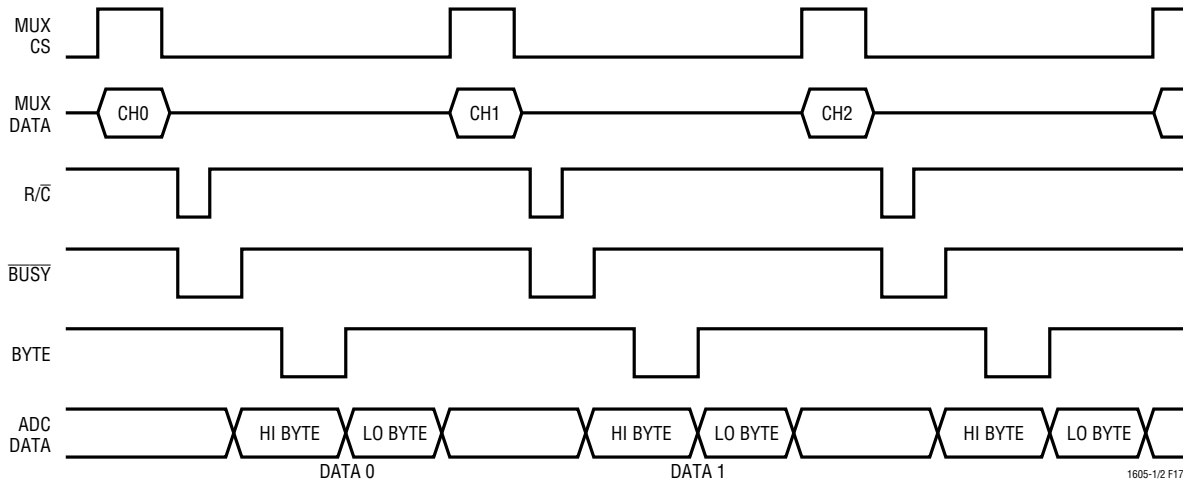 MUX
CS
MUX
DATA
CH0
CH1
CH2
R/C̅
B̅U̅S̅Y̅
BYTE
ADC
DATA
HI BYTE
LO BYTE
HI BYTE
LO BYTE
HI BYTE
LO BYTE
DATA 0
DATA 1
1605-1/2 F17